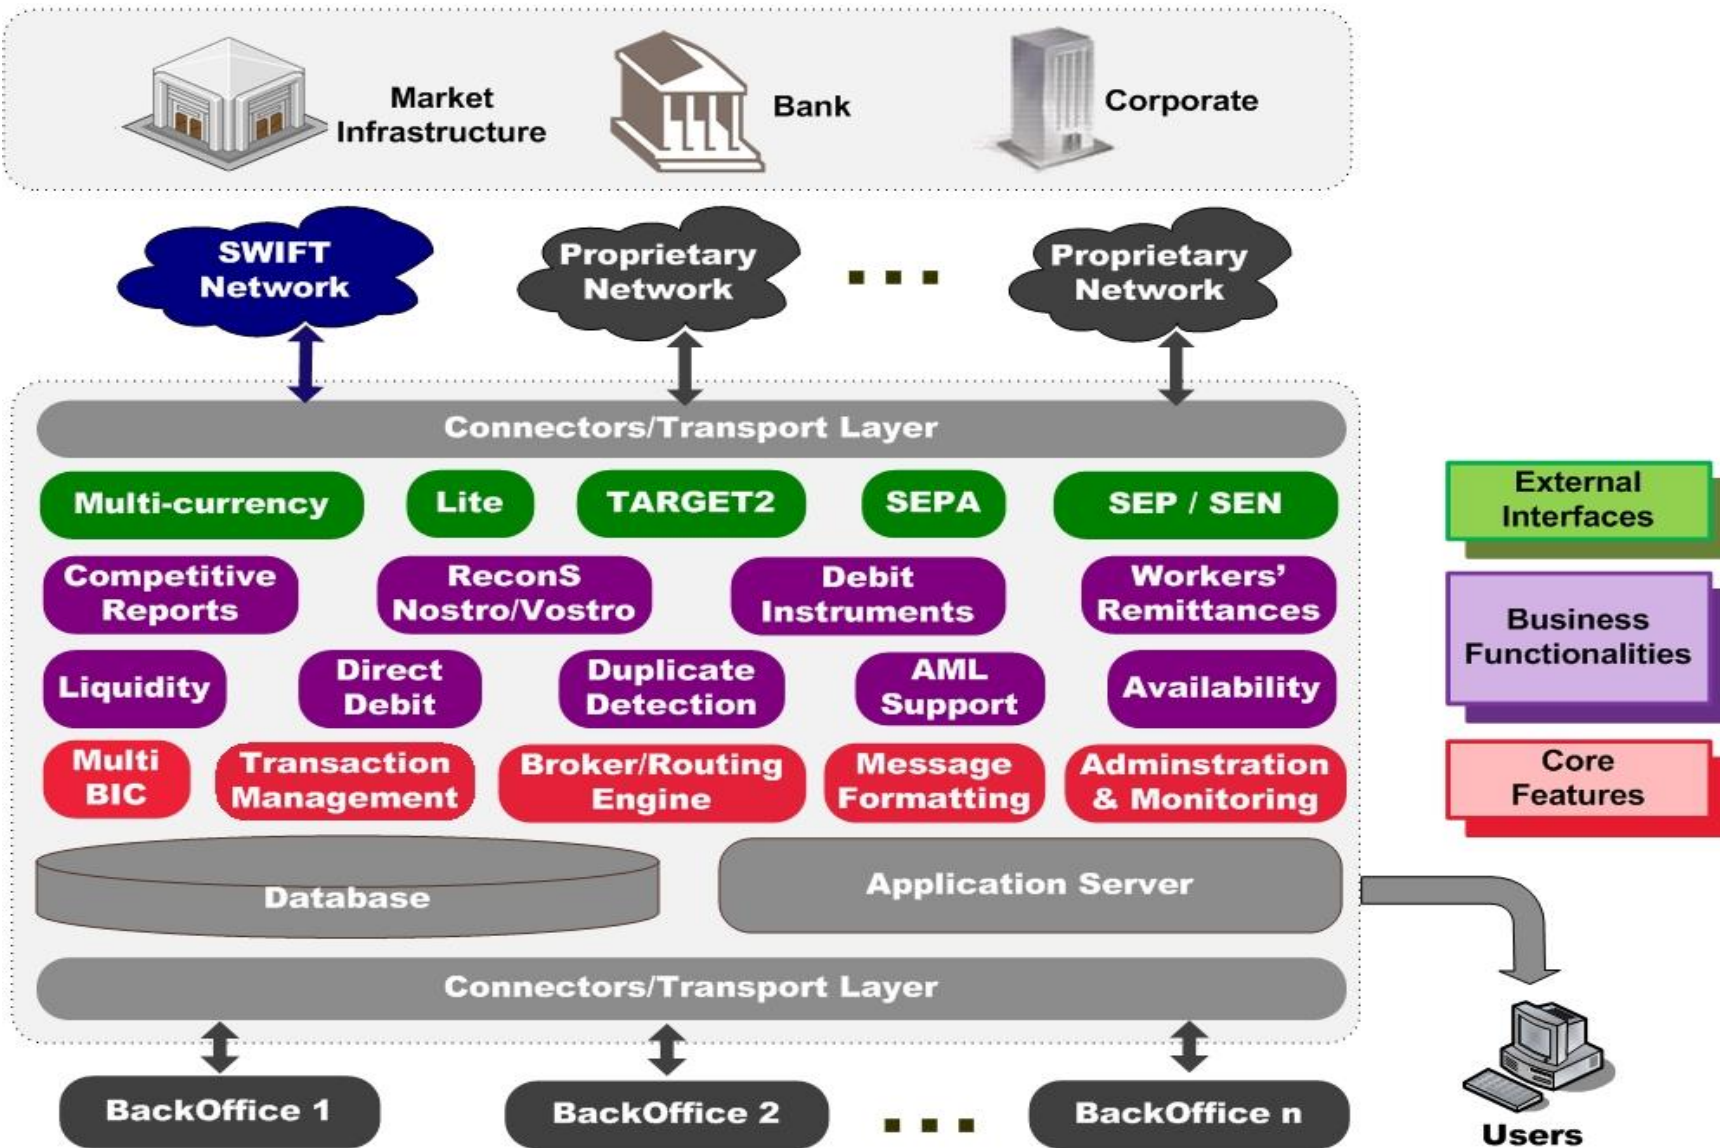 Market
Infrastructure
Bank
Corporate
SWIFT
Network
Proprietary
Network
Proprietary
Network
Connectors/Transport Layer
Multi-currency
Lite
TARGET2
SEPA
SEP / SEN
Competitive
Reports
ReconS
Nostro/Vostro
Debit
Instruments
Workers'
Remittances
Liquidity
Direct
Debit
Duplicate
Detection
AML
Support
Availability
Multi
BIC
Transaction
Management
Broker/Routing
Engine
Message
Formatting
Adminstration
& Monitoring
Database
Application Server
Connectors/Transport Layer
BackOffice 1
BackOffice 2
BackOffice n
External
Interfaces
Business
Functionalities
Core
Features
Users